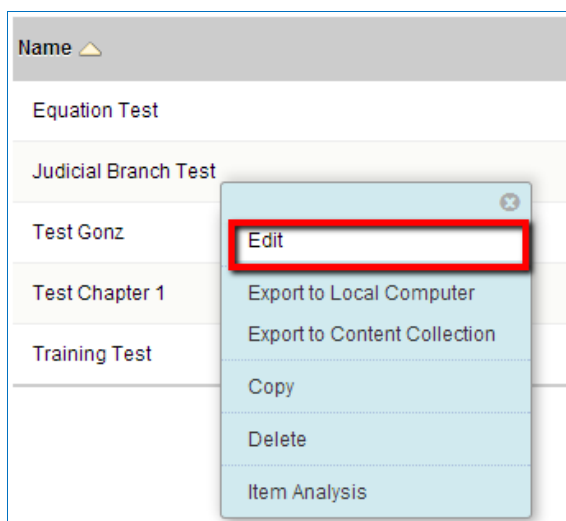 Name
Equation Test
Judicial Branch Test
Test Gonz
Test Chapter 1
Training Test
Edit
Export to Local Computer
Export to Content Collection
Copy
Delete
Item Analysis